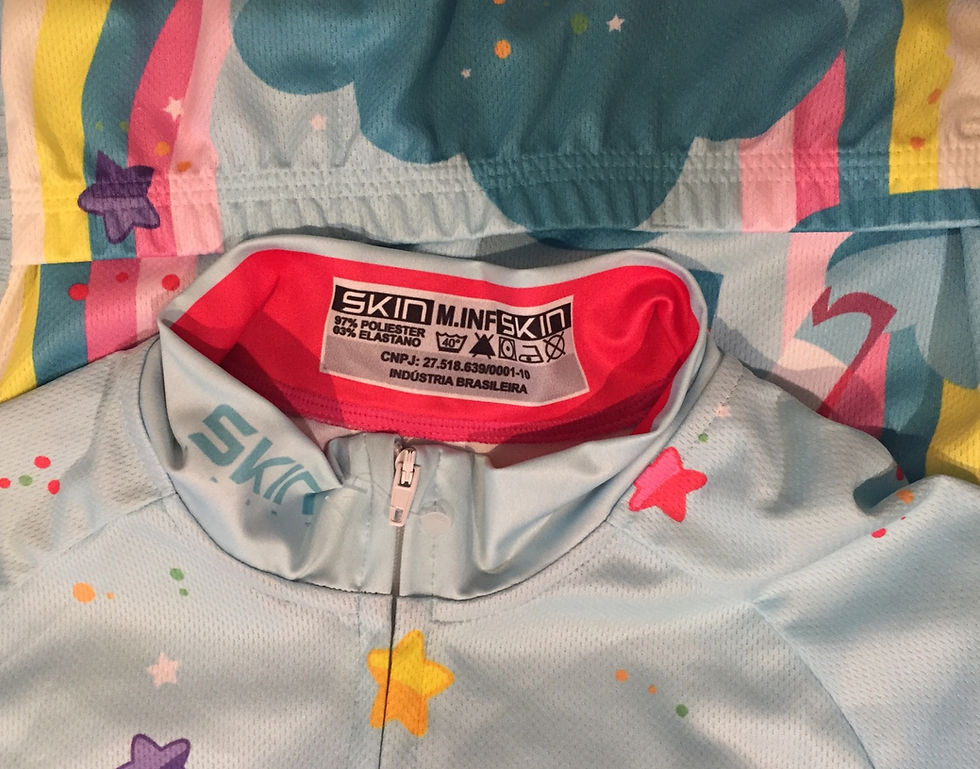 SKIN M.INF SKIN
97% POLIESTER
03% ELASTANO
40°
CNPJ: 27.518.639/0001-10
INDÚSTRIA BRASILEIRA
SKIN